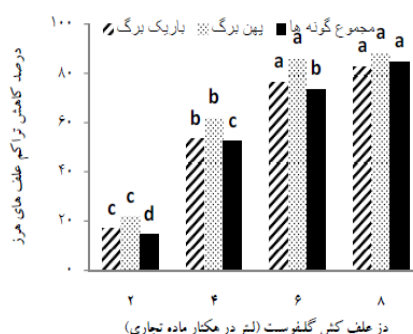 مجموع گونه ها پهن برگ باریک برگ
درصد کاهش تراکم علف های هرز
۱۰۰
۸۰
۶۰
۴۰
۲۰
۰
c c d
b b c
a a b
a a a
۲ ۴ ۶ ۸
دز علف کش گلیفوست (لیتر در هکتار ماده تجاری)